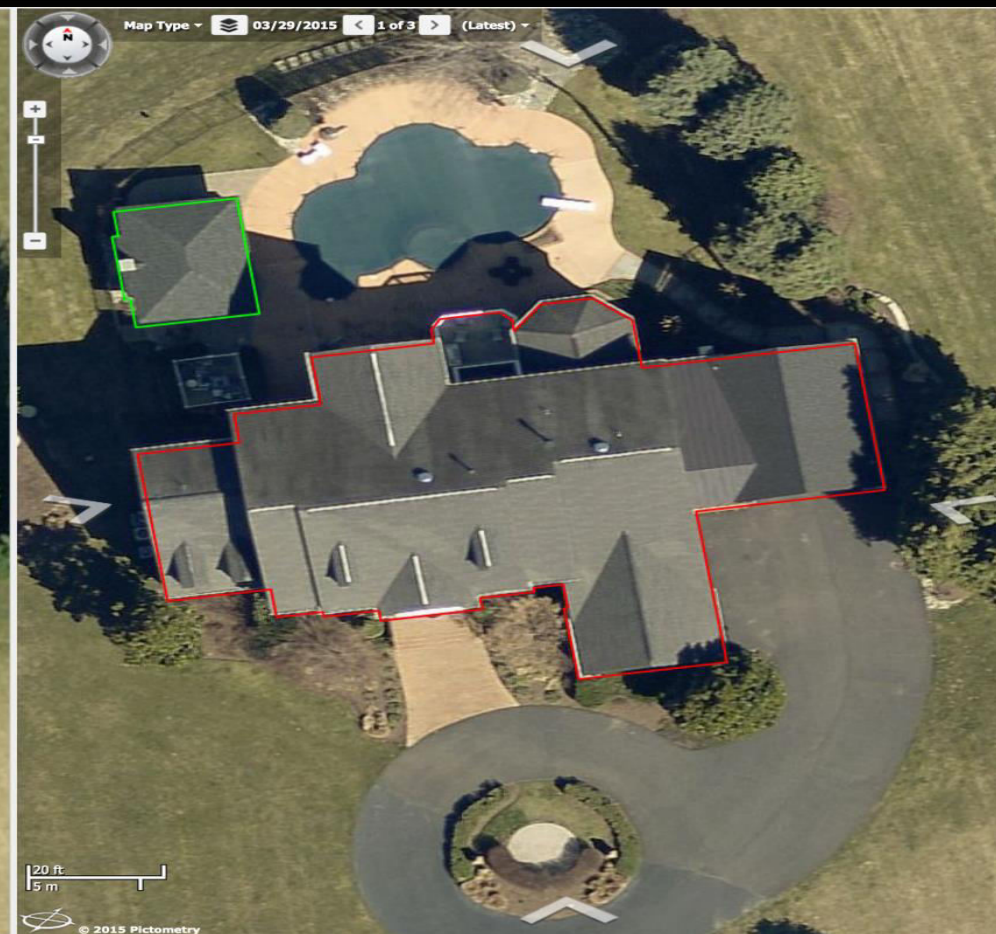 Map Type 03/29/2015 1 of 3 (Latest)
N
+
−
20 ft
5 m
© 2015 Pictometry